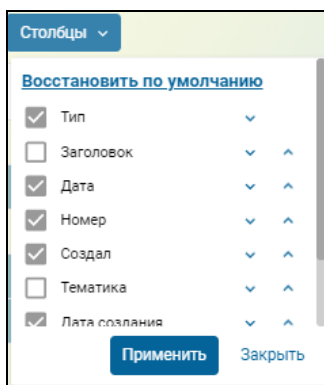 Столбцы
Восстановить по умолчанию
Тип
Заголовок
Дата
Номер
Создал
Тематика
Дата создания
Применить Закрыть